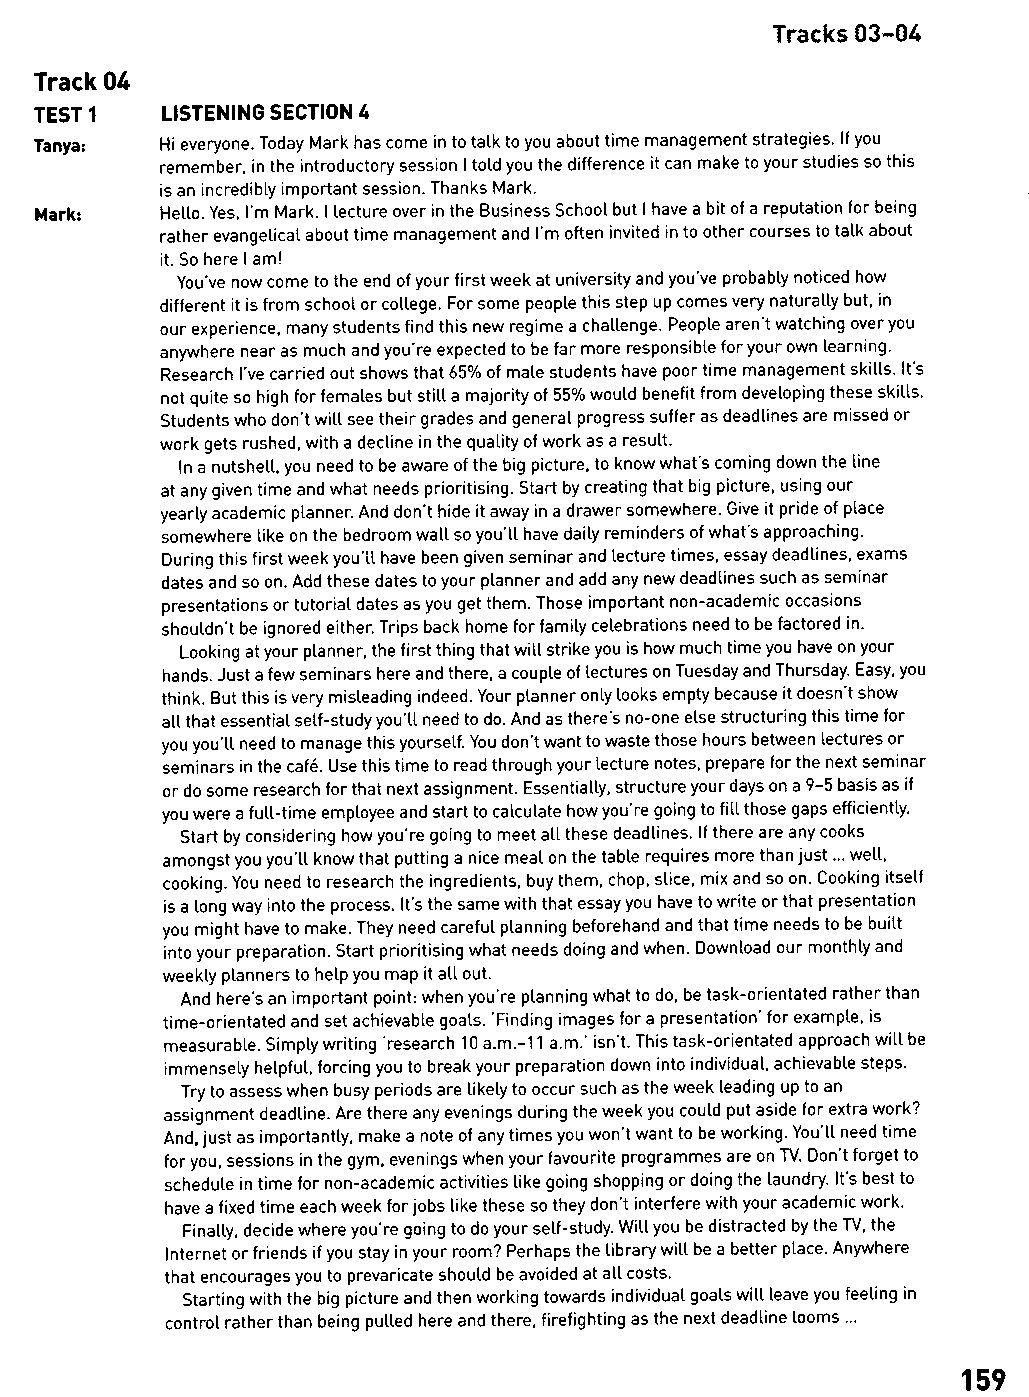 Tracks 03–04
Track 04
TEST 1 LISTENING SECTION 4
Tanya: Hi everyone. Today Mark has come in to talk to you about time management strategies. If you
remember, in the introductory session I told you the difference it can make to your studies so this
is an incredibly important session. Thanks Mark.
Mark: Hello. Yes, I'm Mark. I lecture over in the Business School but I have a bit of a reputation for being
rather evangelical about time management and I'm often invited in to other courses to talk about
it. So here I am!
You've now come to the end of your first week at university and you've probably noticed how
different it is from school or college. For some people this step up comes very naturally but, in
our experience, many students find this new regime a challenge. People aren't watching over you
anywhere near as much and you're expected to be far more responsible for your own learning.
Research I've carried out shows that 65% of male students have poor time management skills. It's
not quite so high for females but still a majority of 55% would benefit from developing these skills.
Students who don't will see their grades and general progress suffer as deadlines are missed or
work gets rushed, with a decline in the quality of work as a result.
In a nutshell, you need to be aware of the big picture, to know what's coming down the line
at any given time and what needs prioritising. Start by creating that big picture, using our
yearly academic planner. And don't hide it away in a drawer somewhere. Give it pride of place
somewhere like on the bedroom wall so you'll have daily reminders of what's approaching.
During this first week you'll have been given seminar and lecture times, essay deadlines, exams
dates and so on. Add these dates to your planner and add any new deadlines such as seminar
presentations or tutorial dates as you get them. Those important non-academic occasions
shouldn't be ignored either. Trips back home for family celebrations need to be factored in.
Looking at your planner, the first thing that will strike you is how much time you have on your
hands. Just a few seminars here and there, a couple of lectures on Tuesday and Thursday. Easy, you
think. But this is very misleading indeed. Your planner only looks empty because it doesn't show
all that essential self-study you'll need to do. And as there's no-one else structuring this time for
you you'll need to manage this yourself. You don't want to waste those hours between lectures or
seminars in the café. Use this time to read through your lecture notes, prepare for the next seminar
or do some research for that next assignment. Essentially, structure your days on a 9–5 basis as if
you were a full-time employee and start to calculate how you're going to fill those gaps efficiently.
Start by considering how you're going to meet all these deadlines. If there are any cooks
amongst you you'll know that putting a nice meal on the table requires more than just ... well,
cooking. You need to research the ingredients, buy them, chop, slice, mix and so on. Cooking itself
is a long way into the process. It's the same with that essay you have to write or that presentation
you might have to make. They need careful planning beforehand and that time needs to be built
into your preparation. Start prioritising what needs doing and when. Download our monthly and
weekly planners to help you map it all out.
And here's an important point: when you're planning what to do, be task-orientated rather than
time-orientated and set achievable goals. 'Finding images for a presentation' for example, is
measurable. Simply writing 'research 10 a.m.–11 a.m.' isn't. This task-orientated approach will be
immensely helpful, forcing you to break your preparation down into individual, achievable steps.
Try to assess when busy periods are likely to occur such as the week leading up to an
assignment deadline. Are there any evenings during the week you could put aside for extra work?
And, just as importantly, make a note of any times you won't want to be working. You'll need time
for you, sessions in the gym, evenings when your favourite programmes are on TV. Don't forget to
schedule in time for non-academic activities like going shopping or doing the laundry. It's best to
have a fixed time each week for jobs like these so they don't interfere with your academic work.
Finally, decide where you're going to do your self-study. Will you be distracted by the TV, the
Internet or friends if you stay in your room? Perhaps the library will be a better place. Anywhere
that encourages you to prevaricate should be avoided at all costs.
Starting with the big picture and then working towards individual goals will leave you feeling in
control rather than being pulled here and there, firefighting as the next deadline looms ...
159